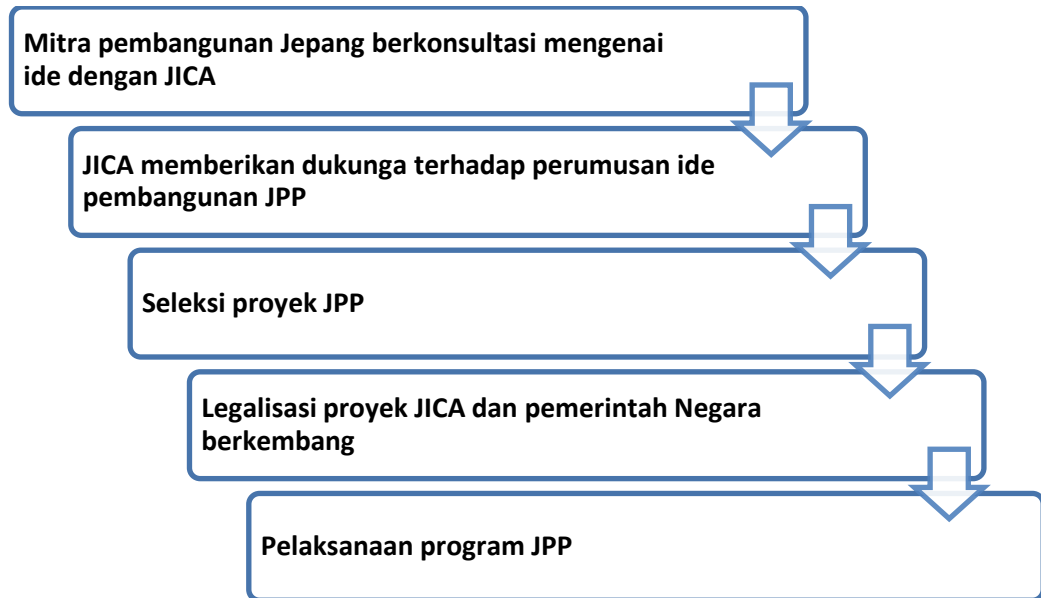 Mitra pembangunan Jepang berkonsultasi mengenai
ide dengan JICA
JICA memberikan dukunga terhadap perumusan ide
pembangunan JPP
Seleksi proyek JPP
Legalisasi proyek JICA dan pemerintah Negara
berkembang
Pelaksanaan program JPP